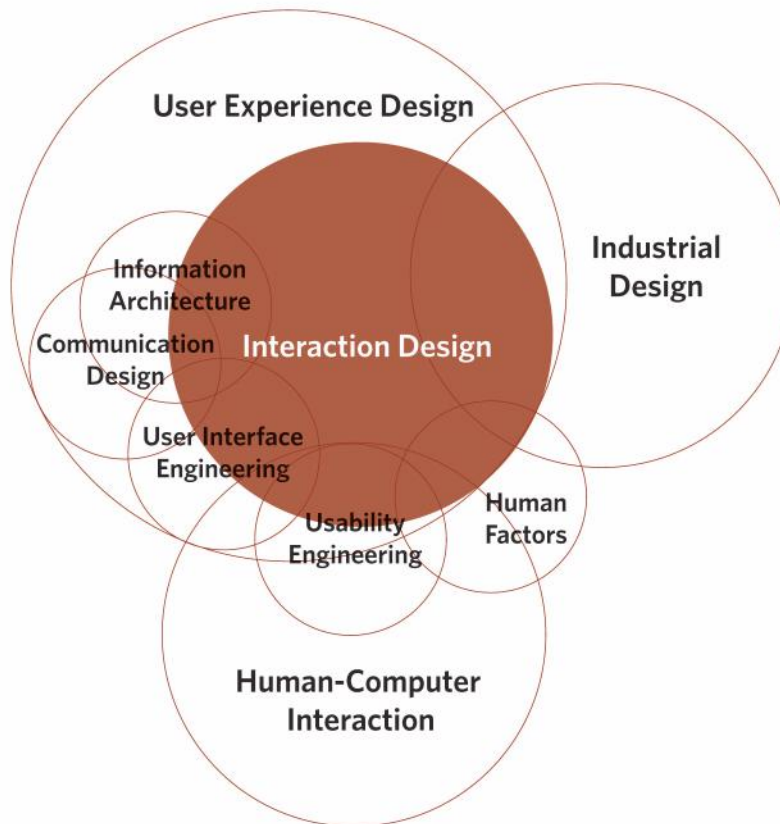 User Experience Design
Industrial
Design
Information
Architecture
Communication
Design
Interaction Design
User Interface
Engineering
Usability
Engineering
Human
Factors
Human-Computer
Interaction